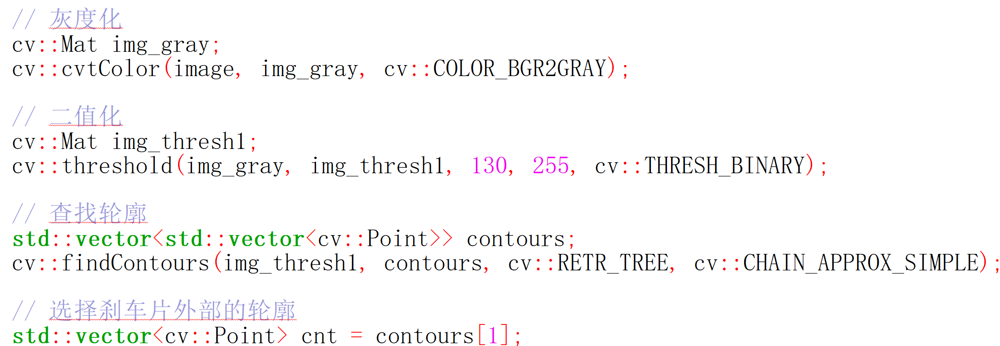 // 灰度化
cv::Mat img_gray;
cv::cvtColor(image, img_gray, cv::COLOR_BGR2GRAY);
// 二值化
cv::Mat img_thresh1;
cv::threshold(img_gray, img_thresh1, 130, 255, cv::THRESH_BINARY);
// 查找轮廓
std::vector<std::vector<cv::Point>> contours;
cv::findContours(img_thresh1, contours, cv::RETR_TREE, cv::CHAIN_APPROX_SIMPLE);
// 选择刹车片外部的轮廓
std::vector<cv::Point> cnt = contours[1];